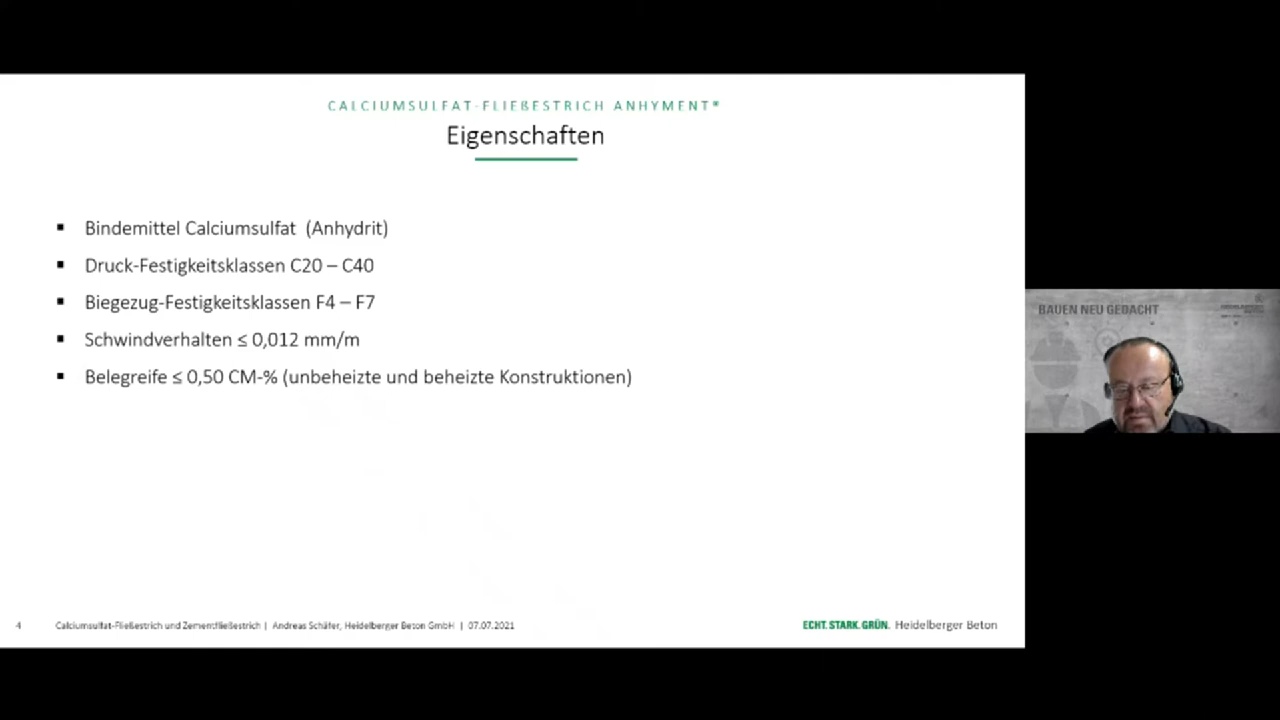 CALCIUMSULFAT-FLIEẞESTRICH ANHYMENT®
Eigenschaften
▪ Bindemittel Calciumsulfat (Anhydrit)
▪ Druck-Festigkeitsklassen C20 – C40
▪ Biegezug-Festigkeitsklassen F4 – F7
▪ Schwindverhalten ≤ 0,012 mm/m
▪ Belegreife ≤ 0,50 CM-% (unbeheizte und beheizte Konstruktionen)
BAUEN NEU GEDACHT
4 Calciumsulfat-Fließestrich und Zementfließestrich | Andreas Schäfer, Heidelberger Beton GmbH | 07.07.2021
ECHT. STARK. GRÜN. Heidelberger Beton